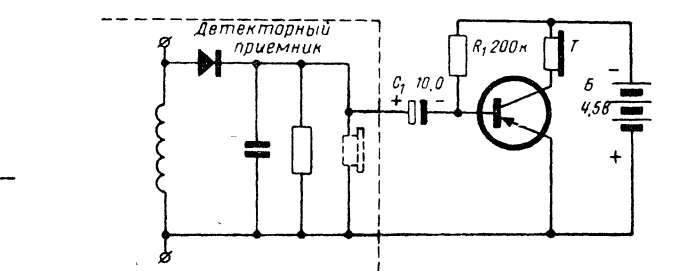 Детекторный
приемник
C₁ 10,0
+ -
R₁ 200к
T
Б
4,5в
-
+